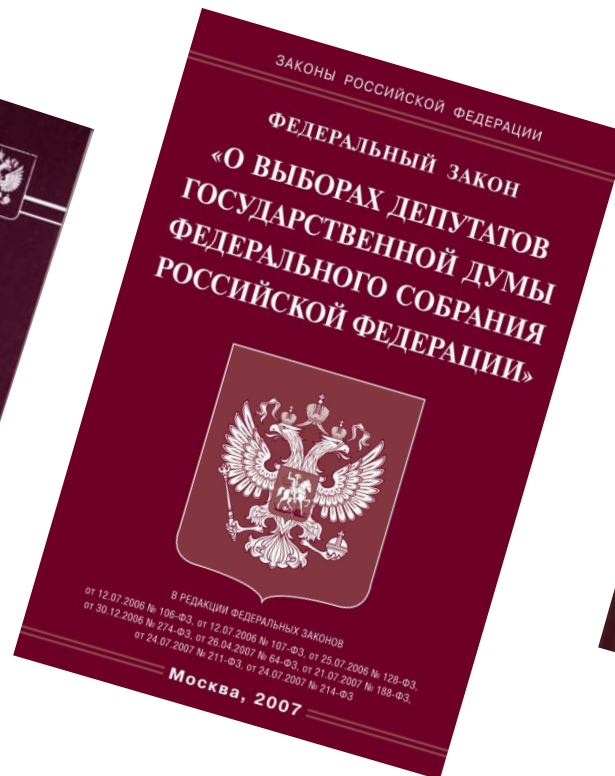 ЗАКОНЫ РОССИЙСКОЙ ФЕДЕРАЦИИ
ФЕДЕРАЛЬНЫЙ ЗАКОН
«О ВЫБОРАХ ДЕПУТАТОВ
ГОСУДАРСТВЕННОЙ ДУМЫ
ФЕДЕРАЛЬНОГО СОБРАНИЯ
РОССИЙСКОЙ ФЕДЕРАЦИИ»
В РЕДАКЦИИ ФЕДЕРАЛЬНЫХ ЗАКОНОВ
от 12.07.2006 № 106-ФЗ, от 12.07.2006 № 107-ФЗ, от 25.07.2006 № 128-ФЗ,
от 30.12.2006 № 274-ФЗ, от 26.04.2007 № 64-ФЗ, от 21.07.2007 № 188-ФЗ,
от 24.07.2007 № 211-ФЗ, от 24.07.2007 № 214-ФЗ
Москва, 2007